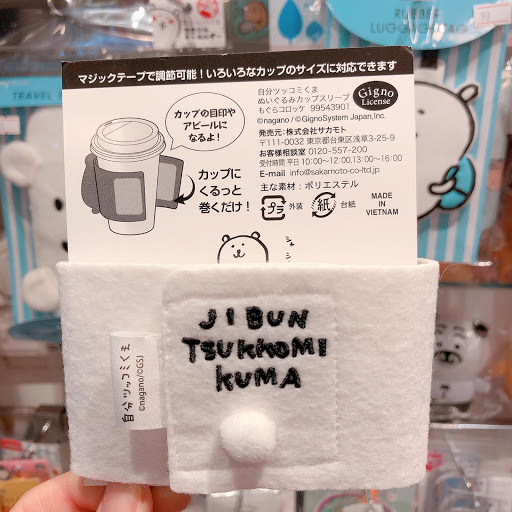 RUBBER
LUGGAGE TAG
TRAVEL
マジックテープで調節可能！いろいろなカップのサイズに対応できます
カップの目印や
アピールに
なるよ！
カップに
くるっと
巻くだけ！
自分ツッコミくま
ぬいぐるみカップスリーブ
もぐらコロッケ 99543901
©nagano / ©GignoSystem Japan,Inc.
Gigno
License
発売元：株式会社サカモト
〒111-0032 東京都台東区浅草3-25-9
お客様相談室 0120-557-200
受付時間 平日10:00〜12:00、13:00〜16:00
E-mail info@sakamoto-co-ltd.jp
主な素材：ポリエステル
プラ 外装
紙 台紙
MADE
IN
VIETNAM
JIBUN
TSUKKOMI
KUMA
自分ツッコミくま
©nagano/©GSJ